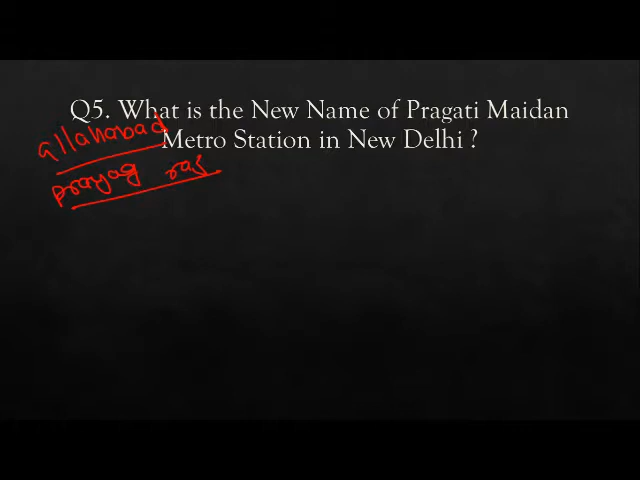 Q5. What is the New Name of Pragati Maidan
Metro Station in New Delhi ?
allahabad
prayag raj